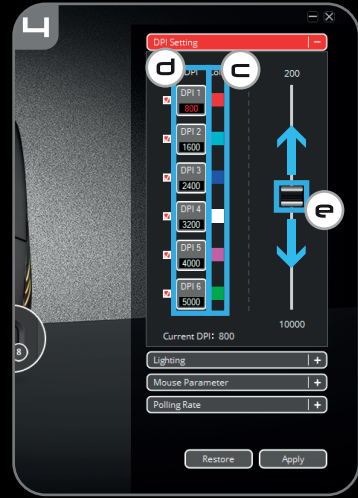 4
DPI Setting −
d DPI c 200
DPI 1
800
DPI 2
1600
DPI 3
2400
DPI 4
3200
e
DPI 5
4000
DPI 6
5000
10000
Current DPI: 800
8
Lighting +
Mouse Parameter +
Polling Rate +
Restore Apply